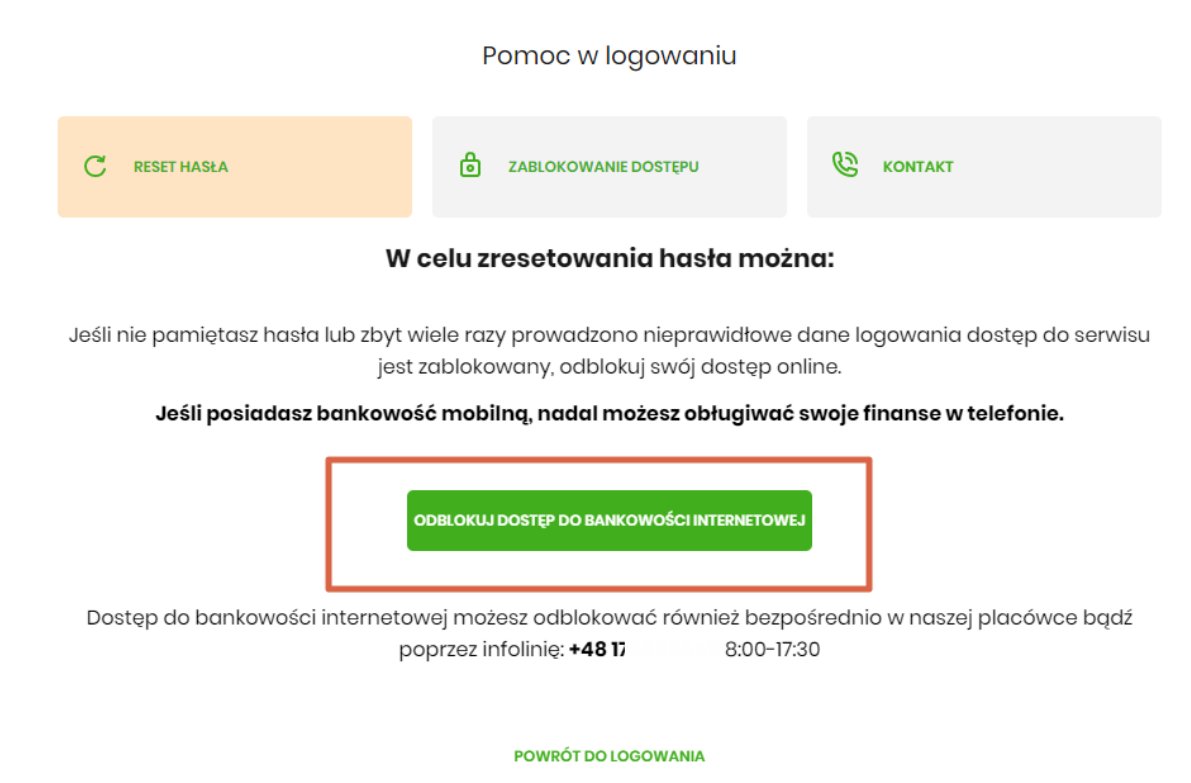 Pomoc w logowaniu
RESET HASŁA
ZABLOKOWANIE DOSTĘPU
KONTAKT
W celu zresetowania hasła można:
Jeśli nie pamiętasz hasła lub zbyt wiele razy prowadzono nieprawidłowe dane logowania dostęp do serwisu
jest zablokowany, odblokuj swój dostęp online.
Jeśli posiadasz bankowość mobilną, nadal możesz obługiwać swoje finanse w telefonie.
ODBLOKUJ DOSTĘP DO BANKOWOŚCI INTERNETOWEJ
Dostęp do bankowości internetowej możesz odblokować również bezpośrednio w naszej placówce bądź
poprzez infolinię: +48 17 8:00-17:30
POWRÓT DO LOGOWANIA